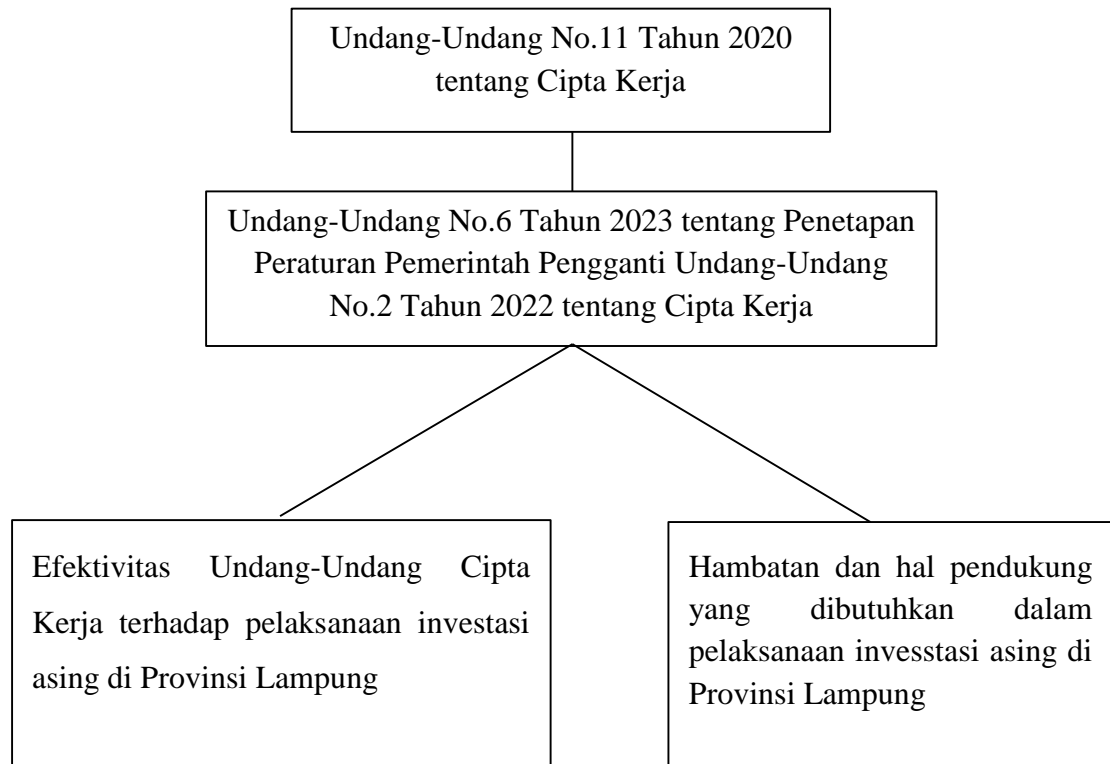 Undang-Undang No.11 Tahun 2020
tentang Cipta Kerja
Undang-Undang No.6 Tahun 2023 tentang Penetapan
Peraturan Pemerintah Pengganti Undang-Undang
No.2 Tahun 2022 tentang Cipta Kerja
Efektivitas Undang-Undang Cipta
Kerja terhadap pelaksanaan investasi
asing di Provinsi Lampung
Hambatan dan hal pendukung
yang dibutuhkan dalam
pelaksanaan invesstasi asing di
Provinsi Lampung